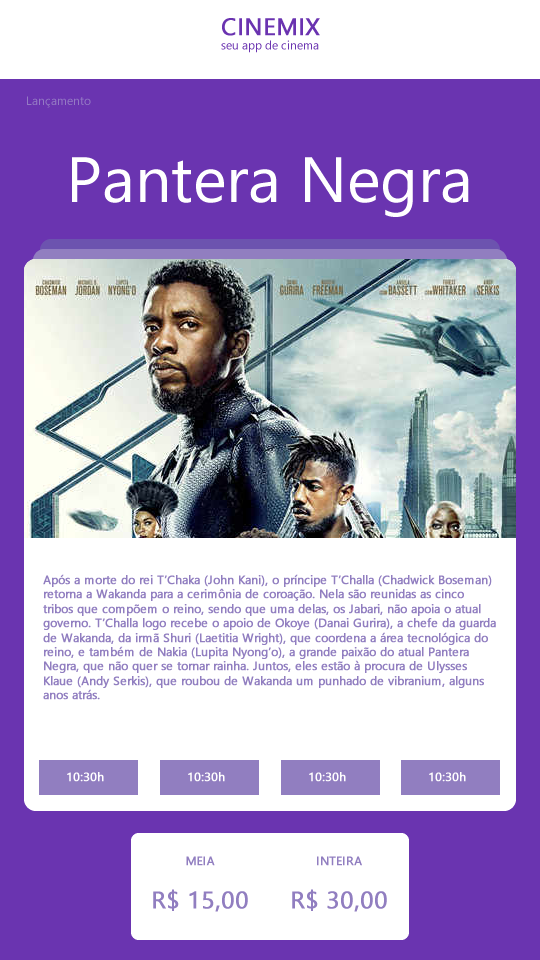 CINEMIX
seu app de cinema
Lançamento
Pantera Negra
CHADWICK BOSEMAN MICHAEL B. JORDAN LUPITA NYONG'O DANAI GURIRA MARTIN FREEMAN ANGELA BASSETT FOREST WHITAKER ANDY SERKIS
Após a morte do rei T'Chaka (John Kani), o príncipe T'Challa (Chadwick Boseman)
retorna a Wakanda para a cerimônia de coroação. Nela são reunidas as cinco
tribos que compõem o reino, sendo que uma delas, os Jabari, não apoia o atual
governo. T'Challa logo recebe o apoio de Okoye (Danai Gurira), a chefe da guarda
de Wakanda, da irmã Shuri (Laetitia Wright), que coordena a área tecnológica do
reino, e também de Nakia (Lupita Nyong'o), a grande paixão do atual Pantera
Negra, que não quer se tornar rainha. Juntos, eles estão à procura de Ulysses
Klaue (Andy Serkis), que roubou de Wakanda um punhado de vibranium, alguns
anos atrás.
10:30h 10:30h 10:30h 10:30h
MEIA INTEIRA
R$ 15,00 R$ 30,00